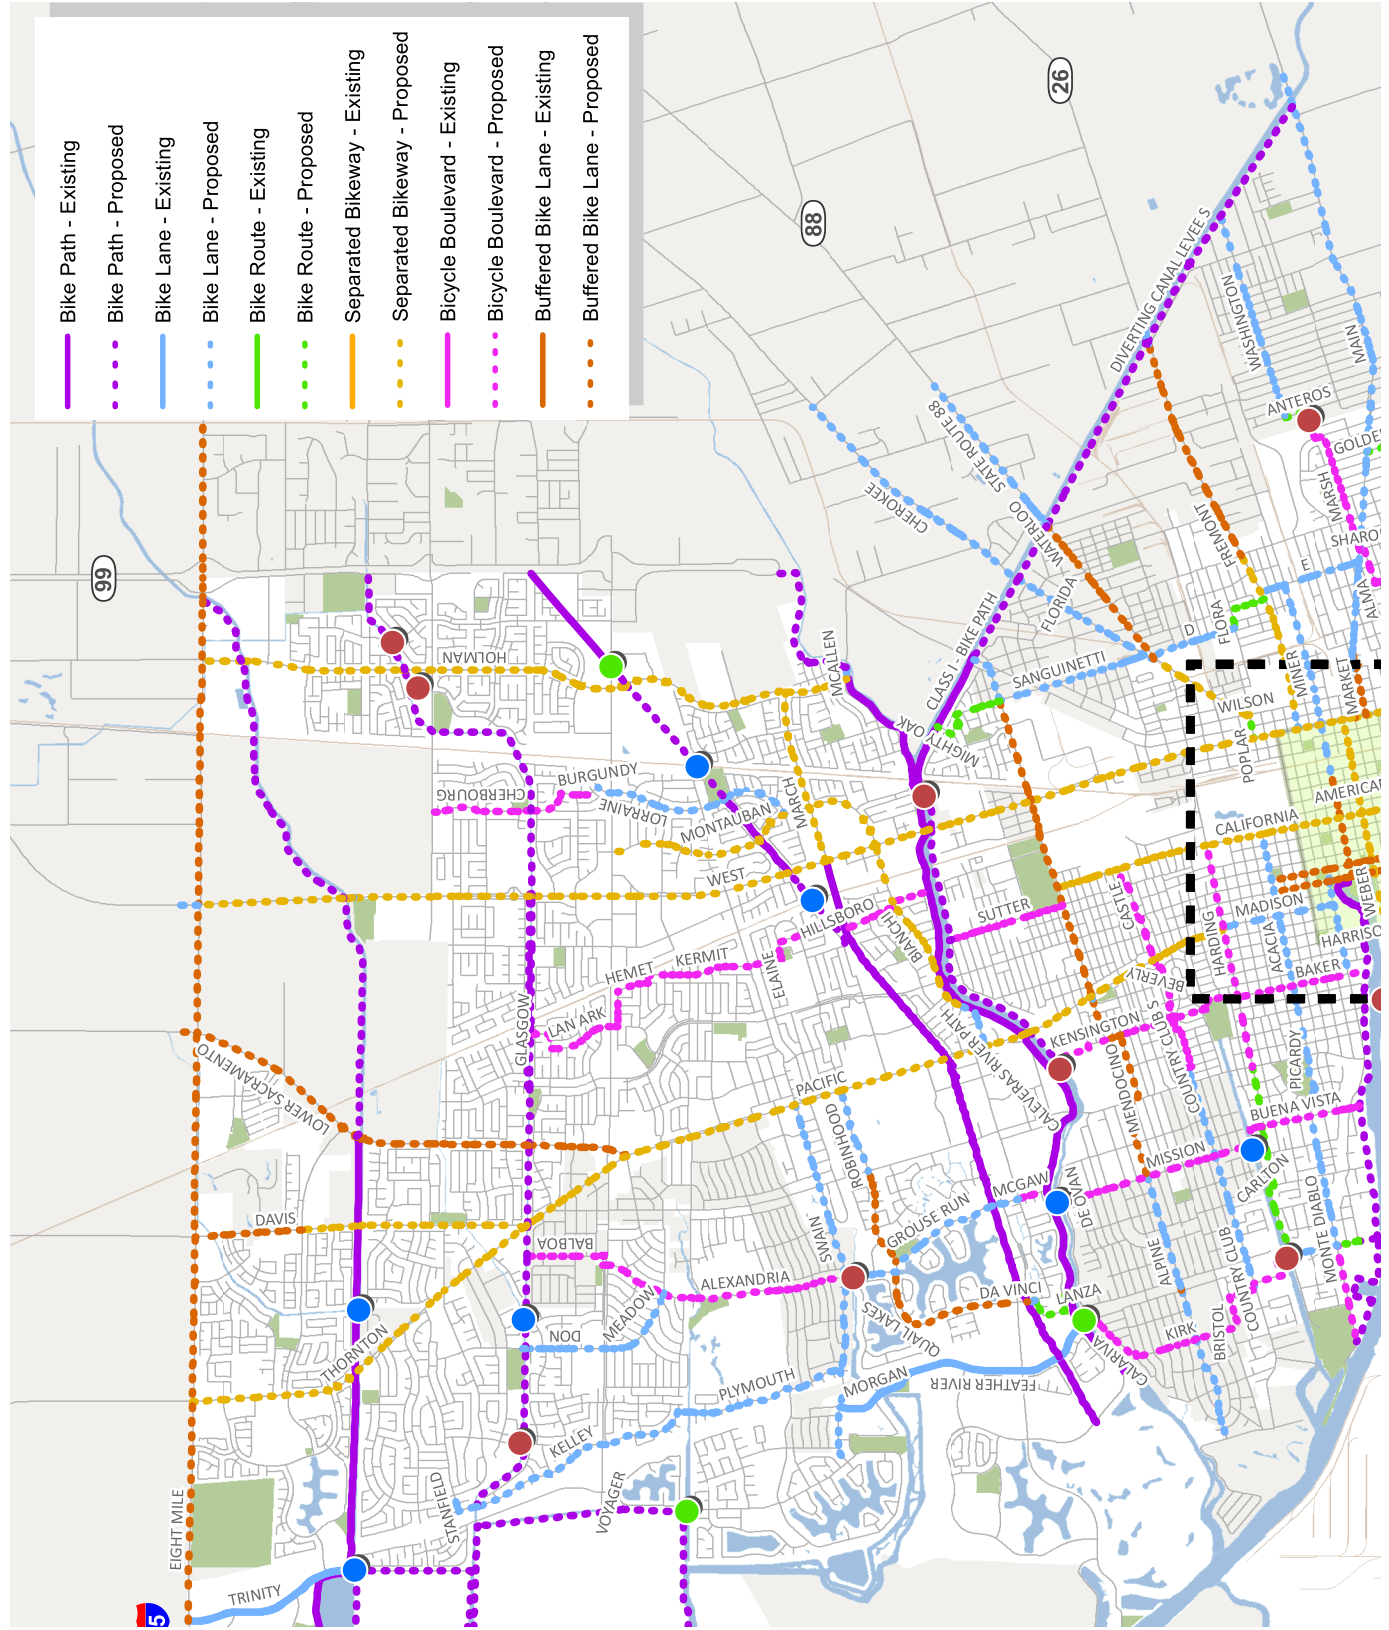 Bike Path - Existing
Bike Path - Proposed
Bike Lane - Existing
Bike Lane - Proposed
Bike Route - Existing
Bike Route - Proposed
Separated Bikeway - Existing
Separated Bikeway - Proposed
Bicycle Boulevard - Existing
Bicycle Boulevard - Proposed
Buffered Bike Lane - Existing
Buffered Bike Lane - Proposed
99
88
26
5
EIGHT MILE
TRINITY
THORNTON
DAVIS
LOWER SACRAMENTO
HOLMAN
CHERBOURG
BURGUNDY
LORRAINE
MONTAUBAN
MARCH
WEST
GLASGOW
LAN ARK
HEMET
KERMIT
ELAINE
HILLSBORO
BIANCHI
SUTTER
BALBOA
ALEXANDRIA
DON
MEADOW
KELLEY
STANFIELD
VOYAGER
PLYMOUTH
MORGAN
FEATHER RIVER
QUAIL LAKES
SWAIN
ROBINHOOD
PACIFIC
GROUSE RUN
MCGAW
DA VINCI
LANZA
CALARIVA
DE OVAN
CALEVERAS RIVER PATH
KENSINGTON
MENDOCINO
MISSION
KIRK
BRISTOL
ALPINE
COUNTRY CLUB
COUNTRY CLUB S
CARLTON
BUENA VISTA
MONTE DIABLO
PICARDY
ACACIA
BAKER
HARDING
MADISON
HARRISO
WEBER
BEVERLY
CASTLE
CALIFORNIA
AMERICAN
POPLAR
WILSON
MINER
MARKET
FLORA
D
E
ALMA
SHARO
MARSH
GOLDE
ANTEROS
MAIN
WASHINGTON
FREMONT
DIVERTING CANAL LEVEE S
STATE ROUTE 88
CHEROKEE
WATERLOO
FLORIDA
SANGUINETTI
CLASS I - BIKE PATH
MIGHTY OAK
MCALLEN